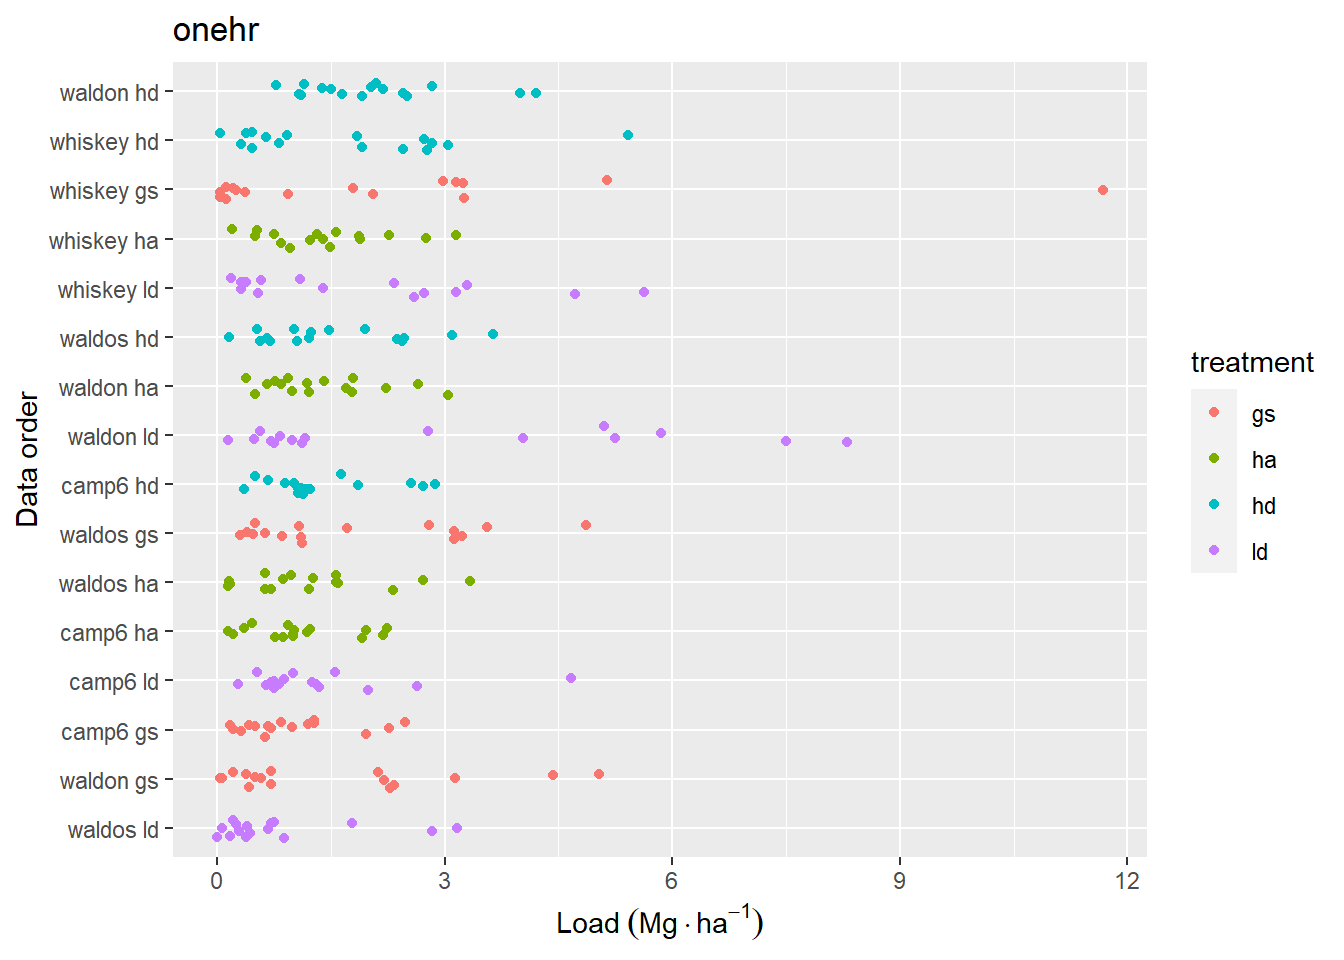 onehr
waldon hd
whiskey hd
whiskey gs
whiskey ha
whiskey ld
waldos hd
waldon ha
waldon ld
camp6 hd
waldos gs
waldos ha
camp6 ha
camp6 ld
camp6 gs
waldon gs
waldos ld
Data order
0 3 6 9 12
Load (Mg · ha⁻¹)
treatment
gs
ha
hd
ld